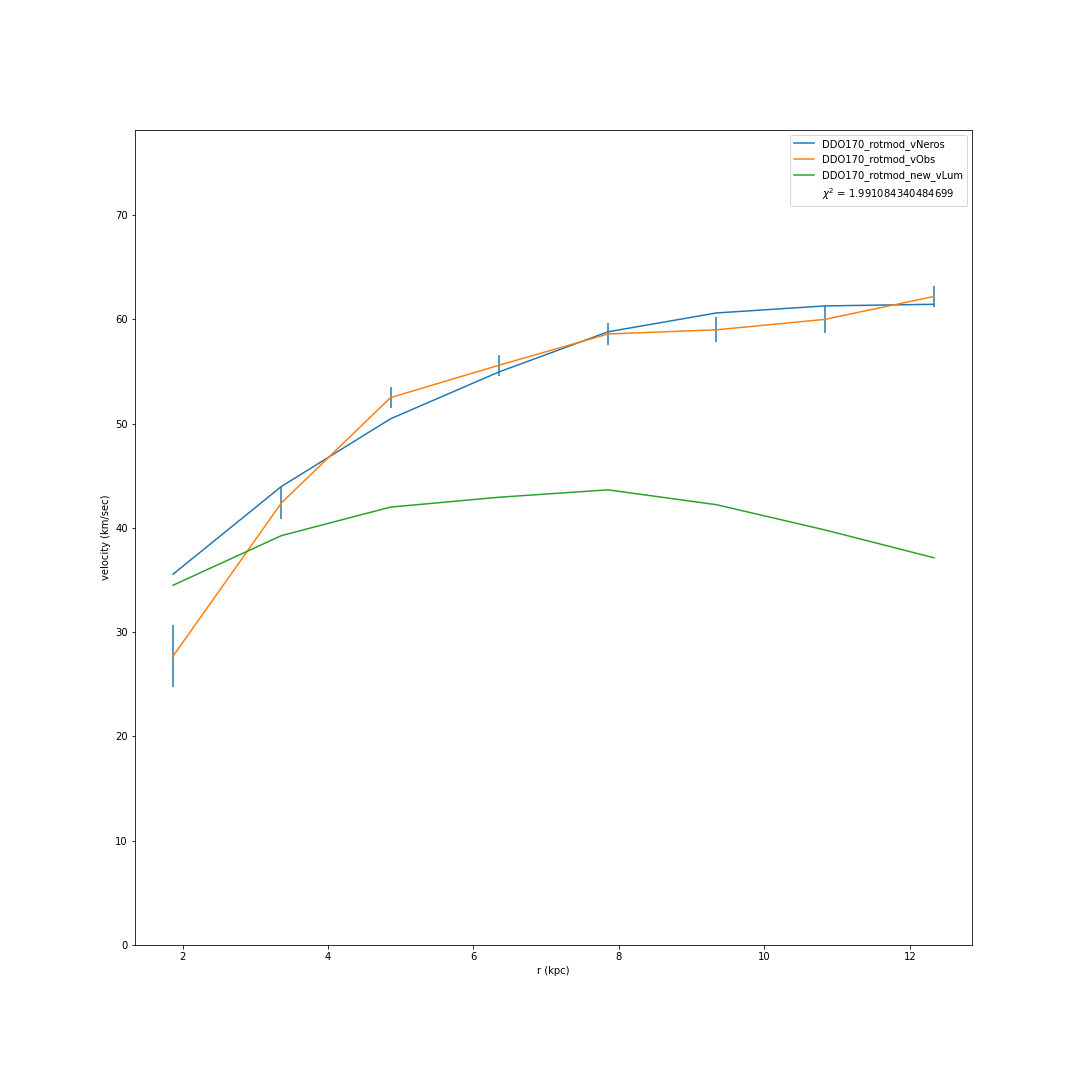 DDO170_rotmod_vNeros
DDO170_rotmod_vObs
DDO170_rotmod_new_vLum
χ² = 1.991084340484699
70
60
50
40
30
20
10
0
velocity (km/sec)
2 4 6 8 10 12
r (kpc)